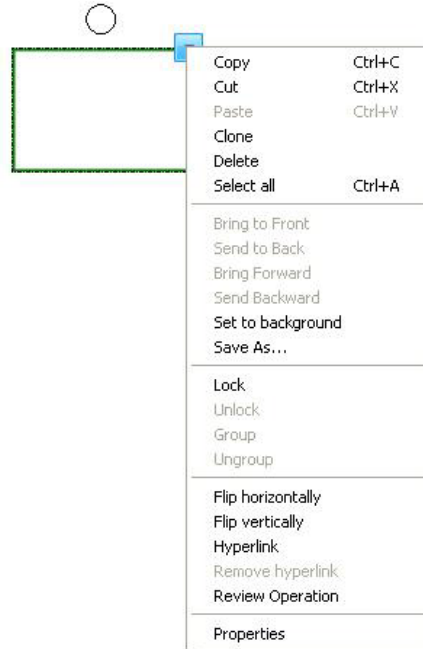 Copy Ctrl+C
Cut Ctrl+X
Paste Ctrl+V
Clone
Delete
Select all Ctrl+A
Bring to Front
Send to Back
Bring Forward
Send Backward
Set to background
Save As...
Lock
Unlock
Group
Ungroup
Flip horizontally
Flip vertically
Hyperlink
Remove hyperlink
Review Operation
Properties